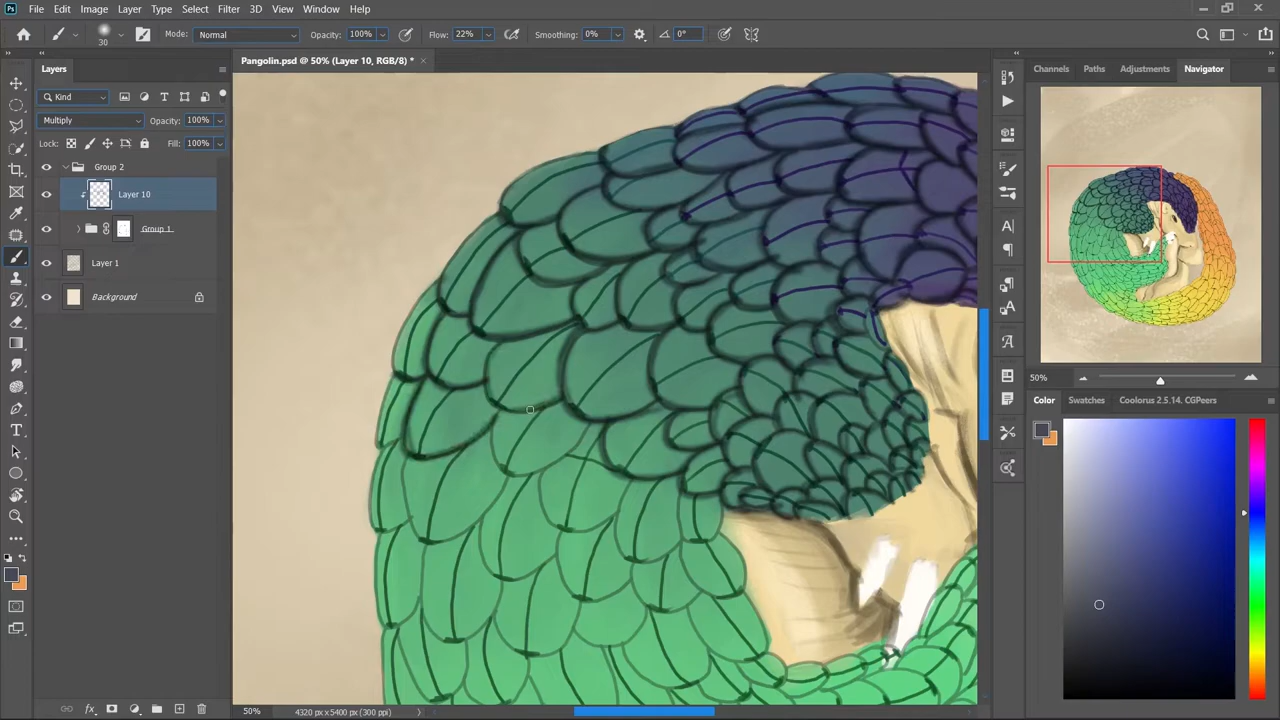 Ps File Edit Image Layer Type Select Filter 3D View Window Help
30 Mode: Normal Opacity: 100% Flow: 22% Smoothing: 0% 0°
Layers
Kind
Multiply Opacity: 100%
Lock: Fill: 100%
Group 2
Layer 10
Group 1
Layer 1
Background
Pangolin.psd @ 50% (Layer 10, RGB/8) *
50% 4320 px x 5400 px (300 ppi)
Channels Paths Adjustments Navigator
50%
Color Swatches Coolorus 2.5.14. CGPeers